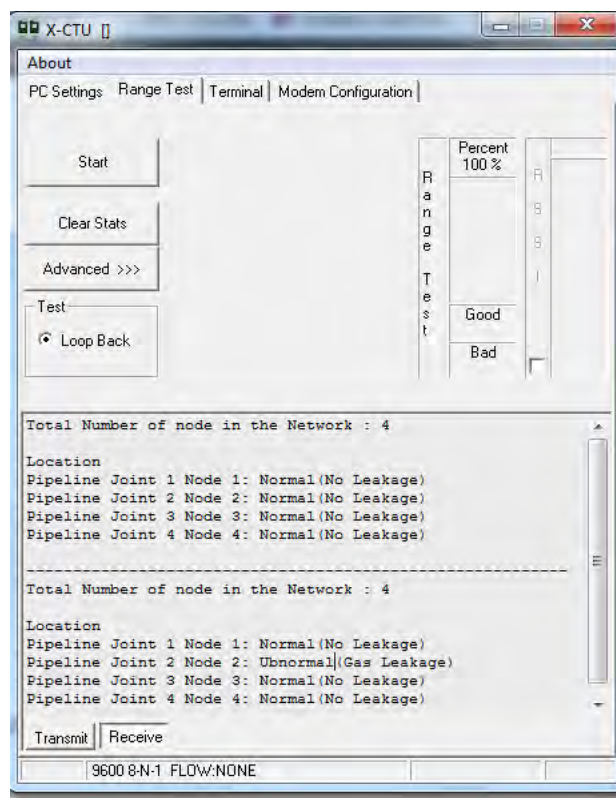 X-CTU []
About
PC Settings Range Test Terminal Modem Configuration
Start
Clear Stats
Advanced >>>
Test
Loop Back
Range Test
Percent
100 %
Good
Bad
RSSI
Total Number of node in the Network : 4
Location
Pipeline Joint 1 Node 1: Normal(No Leakage)
Pipeline Joint 2 Node 2: Normal(No Leakage)
Pipeline Joint 3 Node 3: Normal(No Leakage)
Pipeline Joint 4 Node 4: Normal(No Leakage)
------------------------------------------------------------------
Total Number of node in the Network : 4
Location
Pipeline Joint 1 Node 1: Normal(No Leakage)
Pipeline Joint 2 Node 2: Ubnormal(Gas Leakage)
Pipeline Joint 3 Node 3: Normal(No Leakage)
Pipeline Joint 4 Node 4: Normal(No Leakage)
Transmit Receive
9600 8-N-1 FLOW:NONE